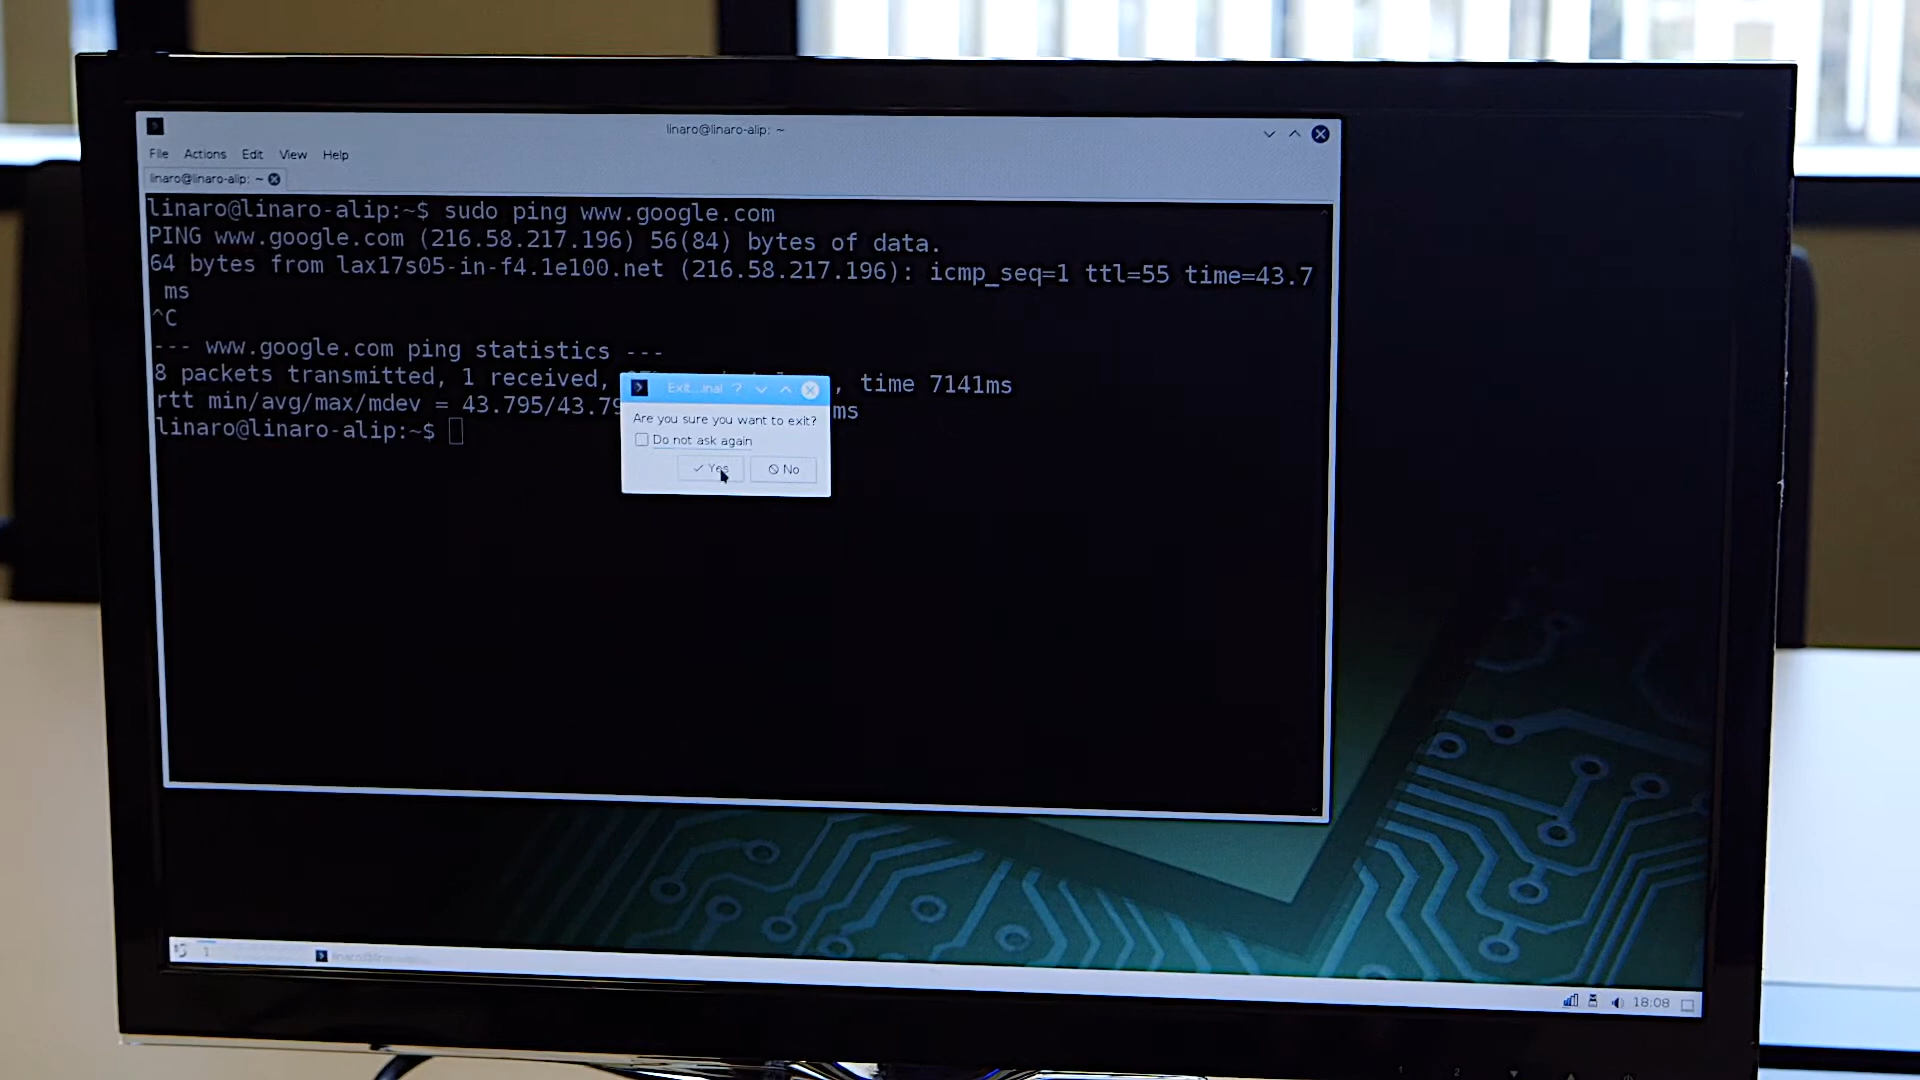 linaro@linaro-alip: ~
File Actions Edit View Help
linaro@linaro-alip: ~
linaro@linaro-alip:~$ sudo ping www.google.com
PING www.google.com (216.58.217.196) 56(84) bytes of data.
64 bytes from lax17s05-in-f4.1e100.net (216.58.217.196): icmp_seq=1 ttl=55 time=43.7
ms
^C
--- www.google.com ping statistics ---
8 packets transmitted, 1 received, , time 7141ms
rtt min/avg/max/mdev = 43.795/43.79 ms
linaro@linaro-alip:~$
Exit...inal ?
Are you sure you want to exit?
Do not ask again
Yes No
1
18:08
1 2